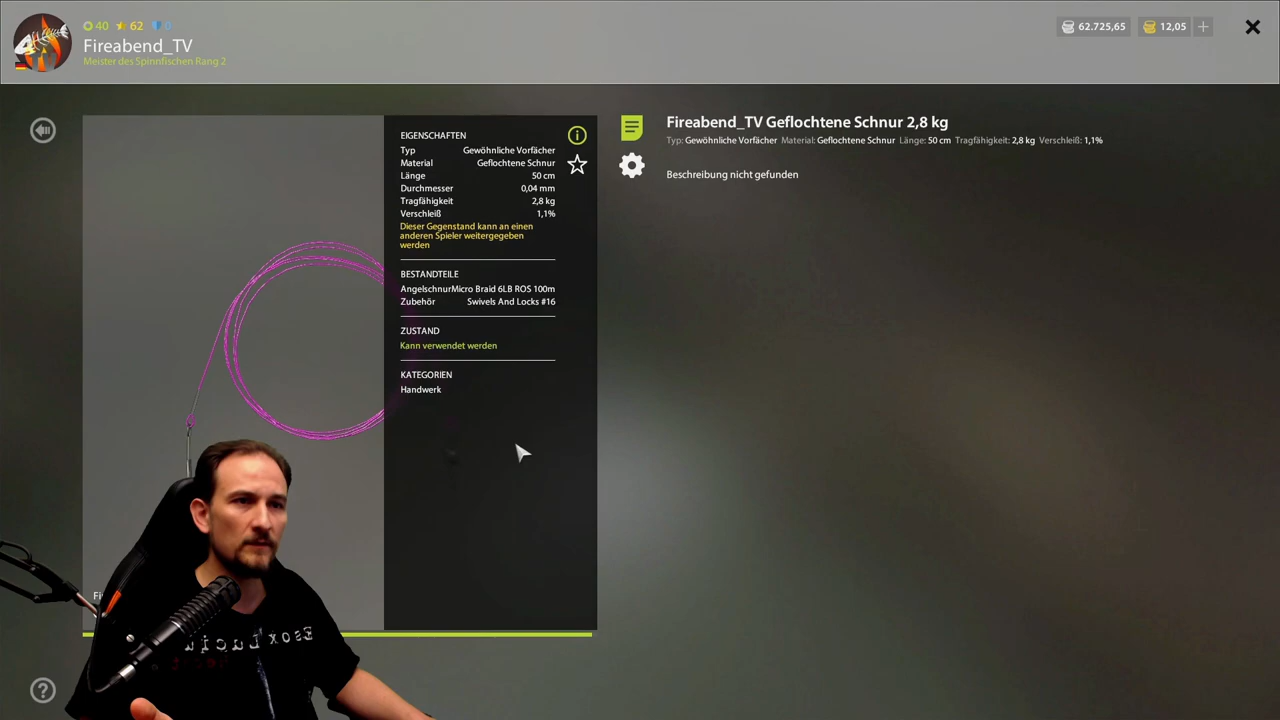 40 62 0
Fireabend_TV
Meister des Spinnfischen Rang 2
62.725,65
12,05
Fireabend_TV Geflochtene Schnur 2,8 kg
Typ: Gewöhnliche Vorfächer Material: Geflochtene Schnur Länge: 50 cm Tragfähigkeit: 2,8 kg Verschleiß: 1,1%
Beschreibung nicht gefunden
EIGENSCHAFTEN
Typ Gewöhnliche Vorfächer
Material Geflochtene Schnur
Länge 50 cm
Durchmesser 0,04 mm
Tragfähigkeit 2,8 kg
Verschleiß 1,1%
Dieser Gegenstand kann an einen
anderen Spieler weitergegeben
werden
BESTANDTEILE
AngelschnurMicro Braid 6LB ROS 100m
Zubehör Swivels And Locks #16
ZUSTAND
Kann verwendet werden
KATEGORIEN
Handwerk
Esox Lucius